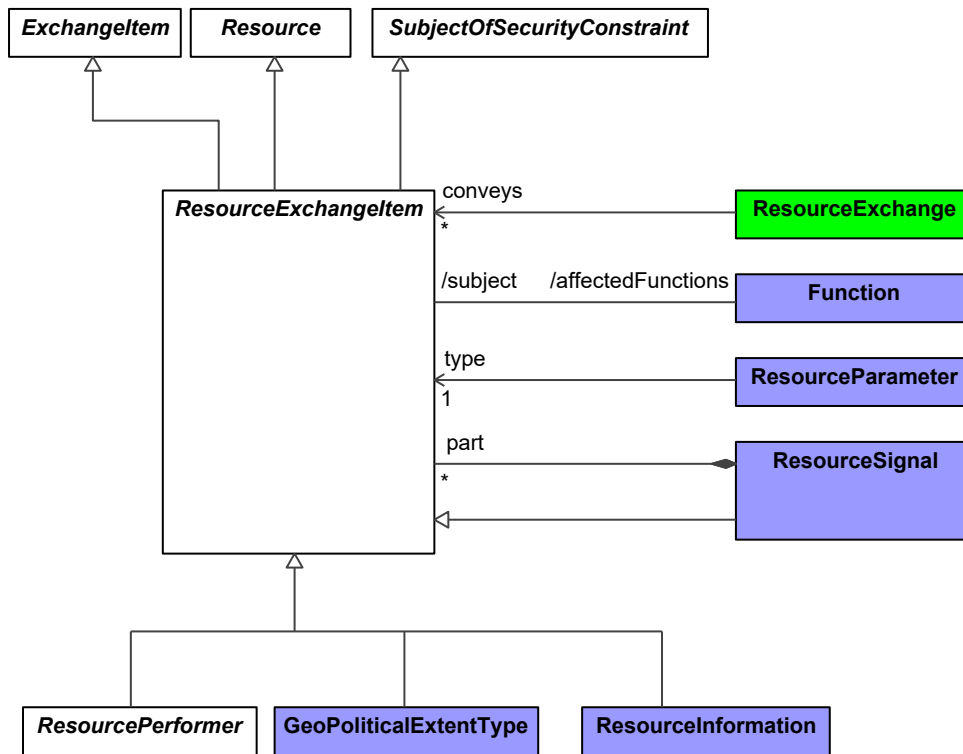 ExchangeItem
Resource
SubjectOfSecurityConstraint
ResourceExchangeItem
conveys
*
ResourceExchange
/subject
/affectedFunctions
Function
type
1
ResourceParameter
part
*
ResourceSignal
ResourcePerformer
GeoPoliticalExtentType
ResourceInformation